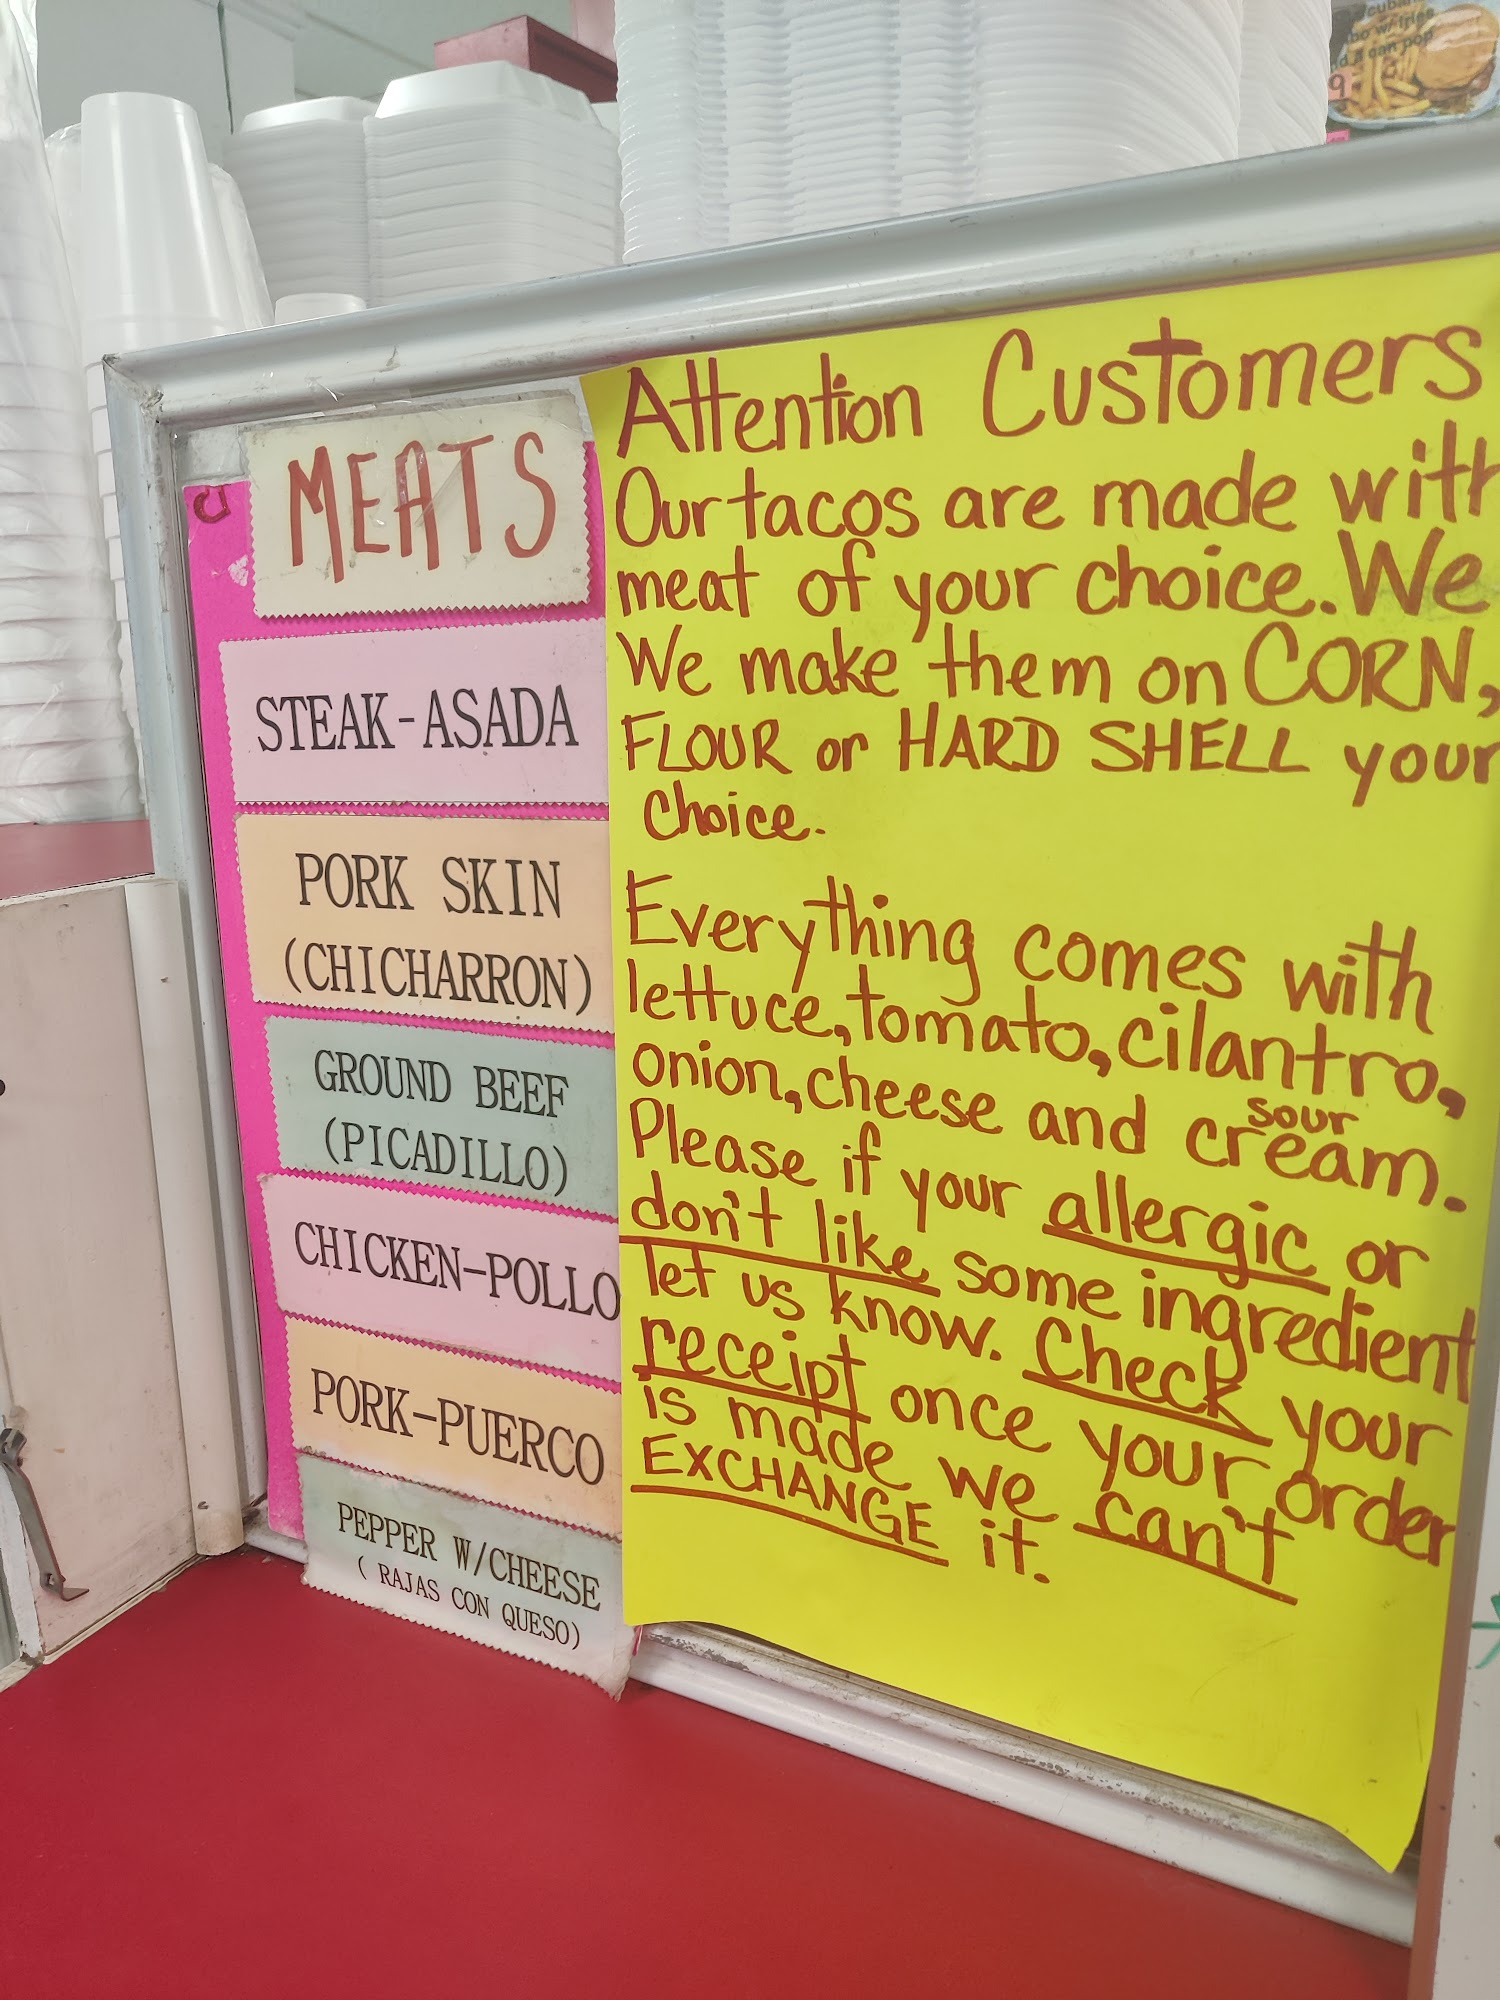 MEATS
STEAK-ASADA
PORK SKIN
(CHICHARRON)
GROUND BEEF
(PICADILLO)
CHICKEN-POLLO
PORK-PUERCO
PEPPER W/CHEESE
( RAJAS CON QUESO)
Attention Customers
Our tacos are made with
meat of your choice. We
We make them on CORN,
FLOUR or HARD SHELL your
Choice.
Everything comes with
lettuce, tomato, cilantro,
onion, cheese and sour cream.
Please if your allergic or
don't like some ingredient
let us know. Check your
receipt once your order
is made we can't
EXCHANGE it.
w/fries
can pop
9